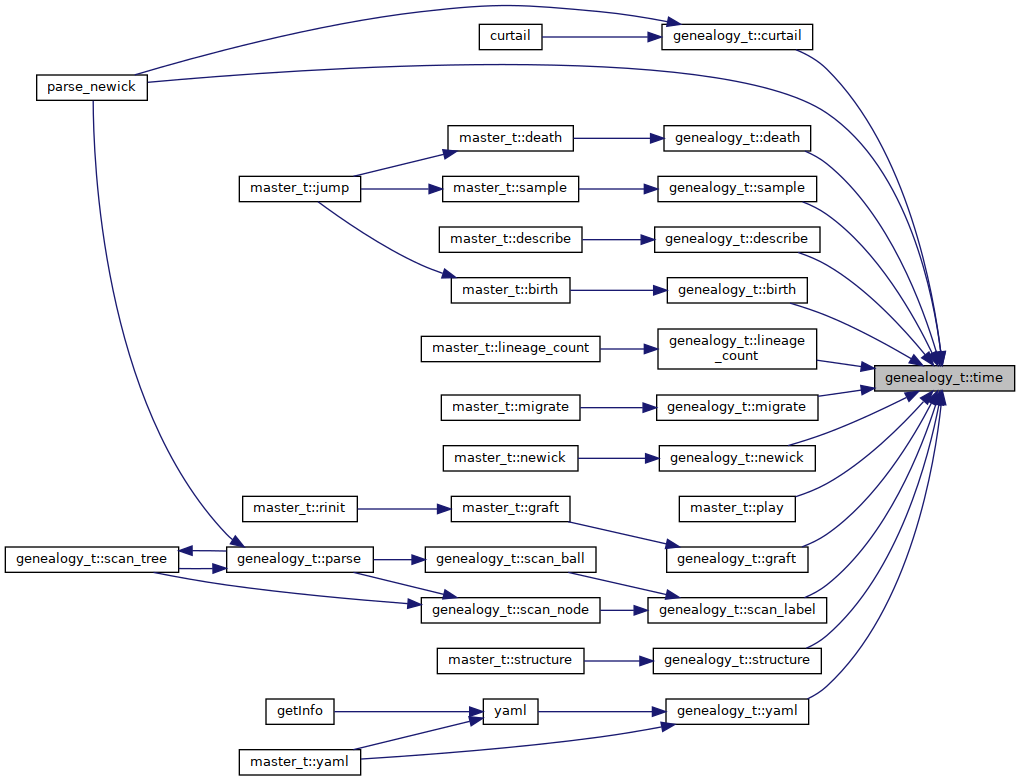 curtail
genealogy_t::curtail
parse_newick
master_t::death
genealogy_t::death
master_t::jump
master_t::sample
genealogy_t::sample
master_t::describe
genealogy_t::describe
master_t::birth
genealogy_t::birth
master_t::lineage_count
genealogy_t::lineage
_count
genealogy_t::time
master_t::migrate
genealogy_t::migrate
master_t::newick
genealogy_t::newick
master_t::rinit
master_t::graft
master_t::play
genealogy_t::scan_tree
genealogy_t::parse
genealogy_t::scan_ball
genealogy_t::graft
genealogy_t::scan_node
genealogy_t::scan_label
master_t::structure
genealogy_t::structure
getInfo
yaml
genealogy_t::yaml
master_t::yaml